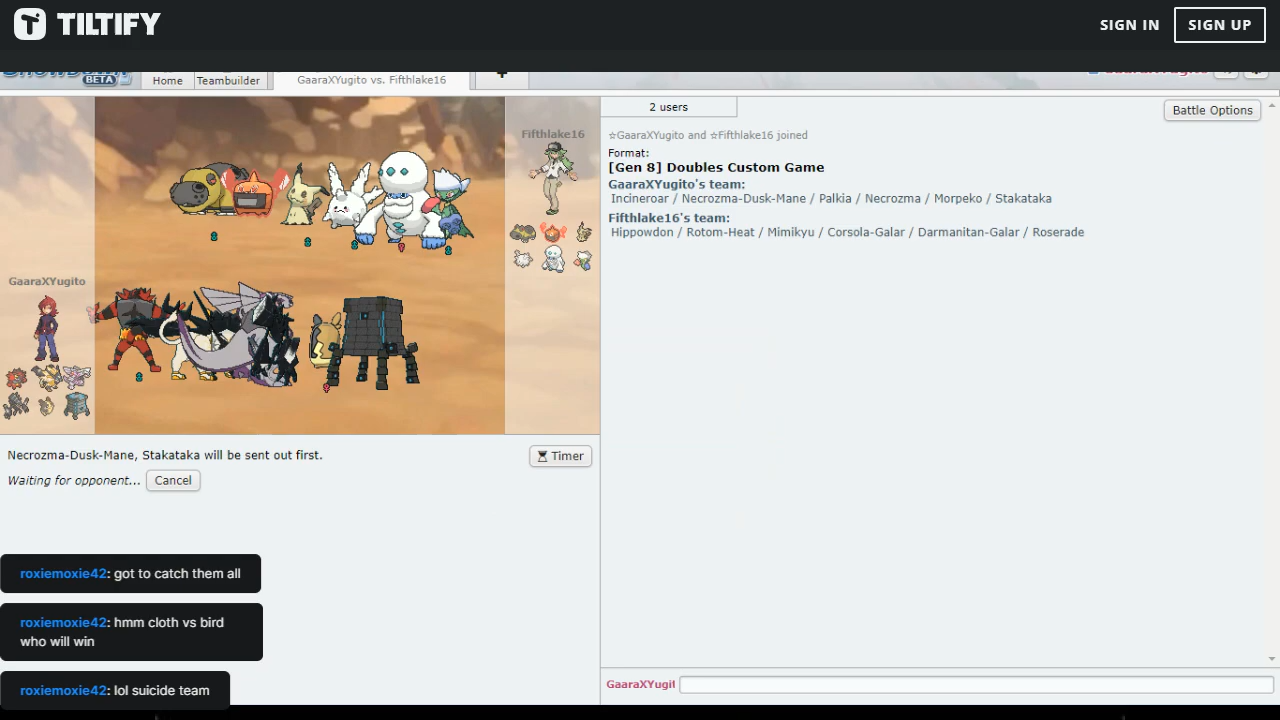 TILTIFY
SIGN IN
SIGN UP
BETA
Home
Teambuilder
GaaraXYugito vs. Fifthlake16
+
2 users
Battle Options
☆GaaraXYugito and ☆Fifthlake16 joined
Format:
[Gen 8] Doubles Custom Game
GaaraXYugito's team:
Incineroar / Necrozma-Dusk-Mane / Palkia / Necrozma / Morpeko / Stakataka
Fifthlake16's team:
Hippowdon / Rotom-Heat / Mimikyu / Corsola-Galar / Darmanitan-Galar / Roserade
Fifthlake16
GaaraXYugito
Necrozma-Dusk-Mane, Stakataka will be sent out first.
Timer
Waiting for opponent...
Cancel
roxiemoxie42: got to catch them all
roxiemoxie42: hmm cloth vs bird
who will win
roxiemoxie42: lol suicide team
GaaraXYugit